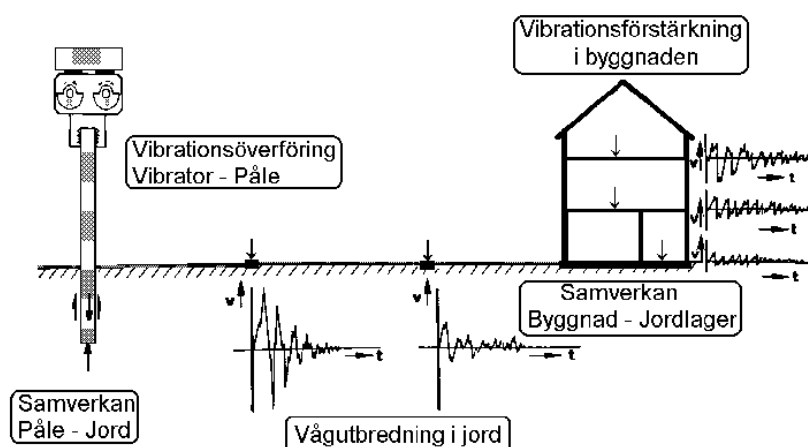 Vibrationsförstärkning
i byggnaden
Vibrationsöverföring
Vibrator - Påle
v
t
v
t
v
t
v
t
v
t
Samverkan
Byggnad - Jordlager
Samverkan
Påle - Jord
Vågutbredning i jord